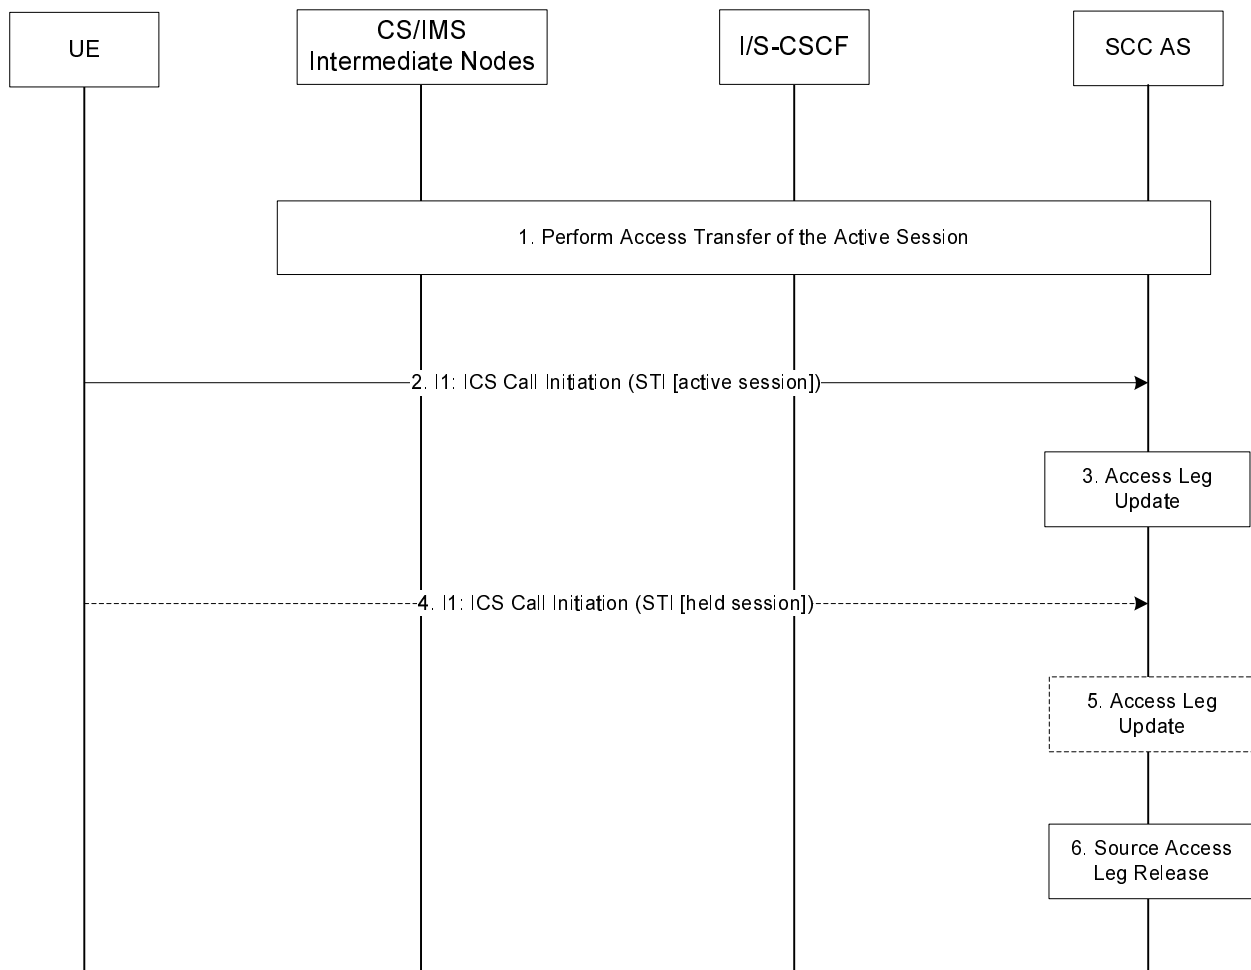 UE
CS/IMS
Intermediate Nodes
I/S-CSCF
SCC AS
1. Perform Access Transfer of the Active Session
2. I1: ICS Call Initiation (STI [active session])
3. Access Leg
Update
4. I1: ICS Call Initiation (STI [held session])
5. Access Leg
Update
6. Source Access
Leg Release